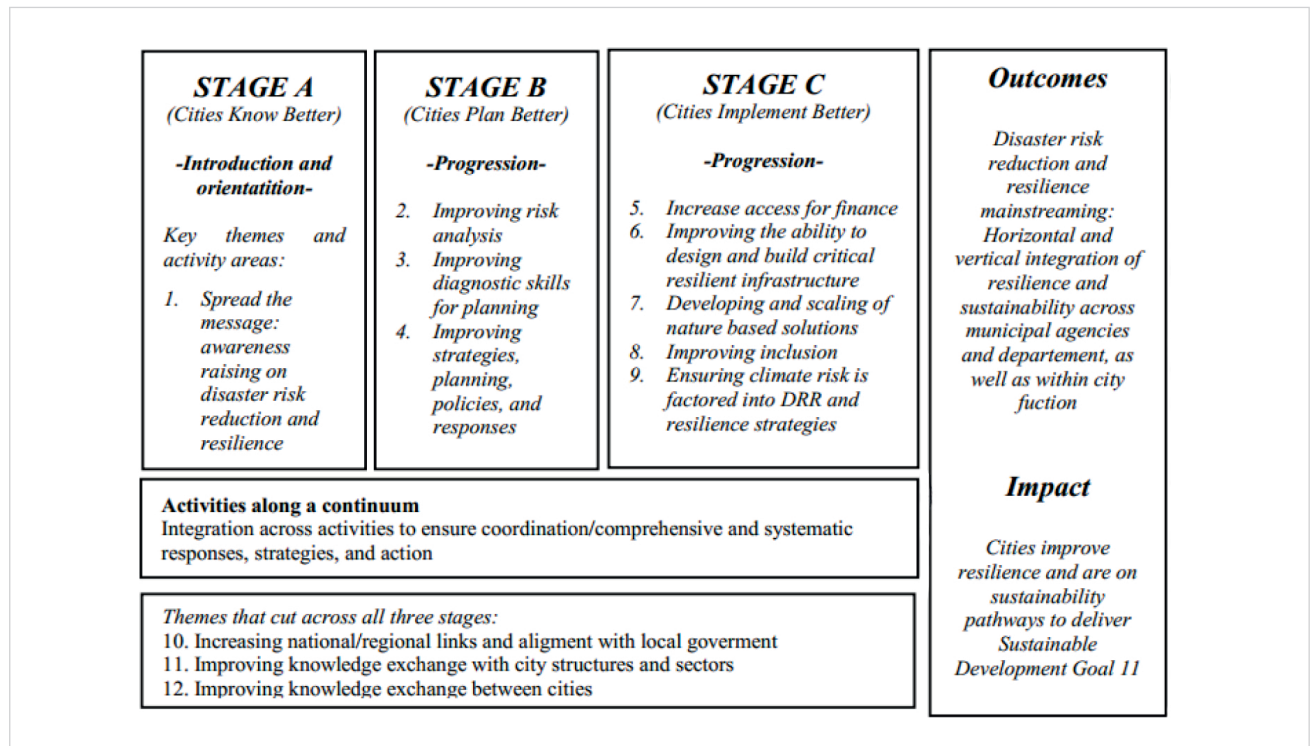 STAGE A
(Cities Know Better)
-Introduction and
orientatition-
Key themes and
activity areas:
1. Spread the
message:
awareness
raising on
disaster risk
reduction and
resilience
STAGE B
(Cities Plan Better)
-Progression-
2. Improving risk
analysis
3. Improving
diagnostic skills
for planning
4. Improving
strategies,
planning,
policies, and
responses
STAGE C
(Cities Implement Better)
-Progression-
5. Increase access for finance
6. Improving the ability to
design and build critical
resilient infrastructure
7. Developing and scaling of
nature based solutions
8. Improving inclusion
9. Ensuring climate risk is
factored into DRR and
resilience strategies
Outcomes
Disaster risk
reduction and
resilience
mainstreaming:
Horizontal and
vertical integration of
resilience and
sustainability across
municipal agencies
and departement, as
well as within city
fuction
Impact
Cities improve
resilience and are on
sustainability
pathways to deliver
Sustainable
Development Goal 11
Activities along a continuum
Integration across activities to ensure coordination/comprehensive and systematic
responses, strategies, and action
Themes that cut across all three stages:
10. Increasing national/regional links and aligment with local goverment
11. Improving knowledge exchange with city structures and sectors
12. Improving knowledge exchange between cities